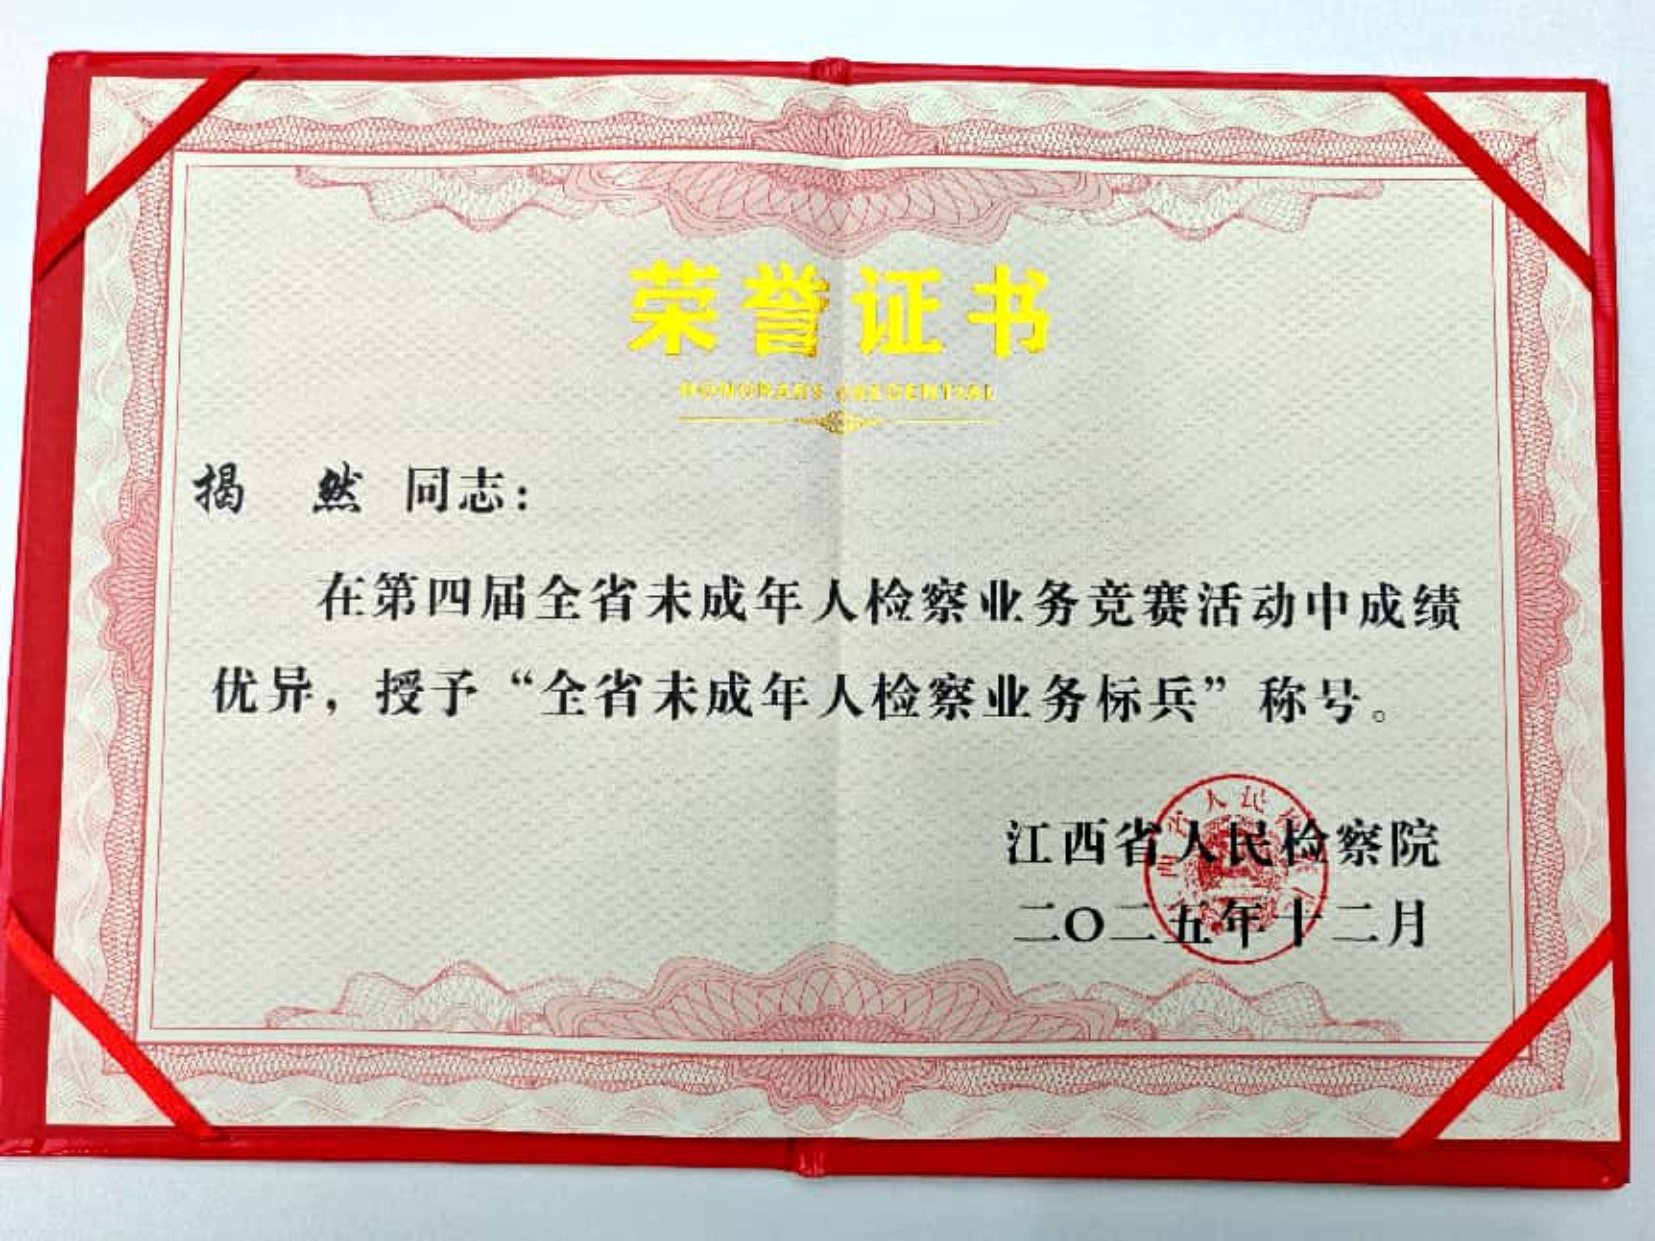 荣誉证书
HONORARY CREDENTIAL
揭 然 同志：
在第四届全省未成年人检察业务竞赛活动中成绩
优异，授予“全省未成年人检察业务标兵”称号。
江西省人民检察院
二〇二五年十二月